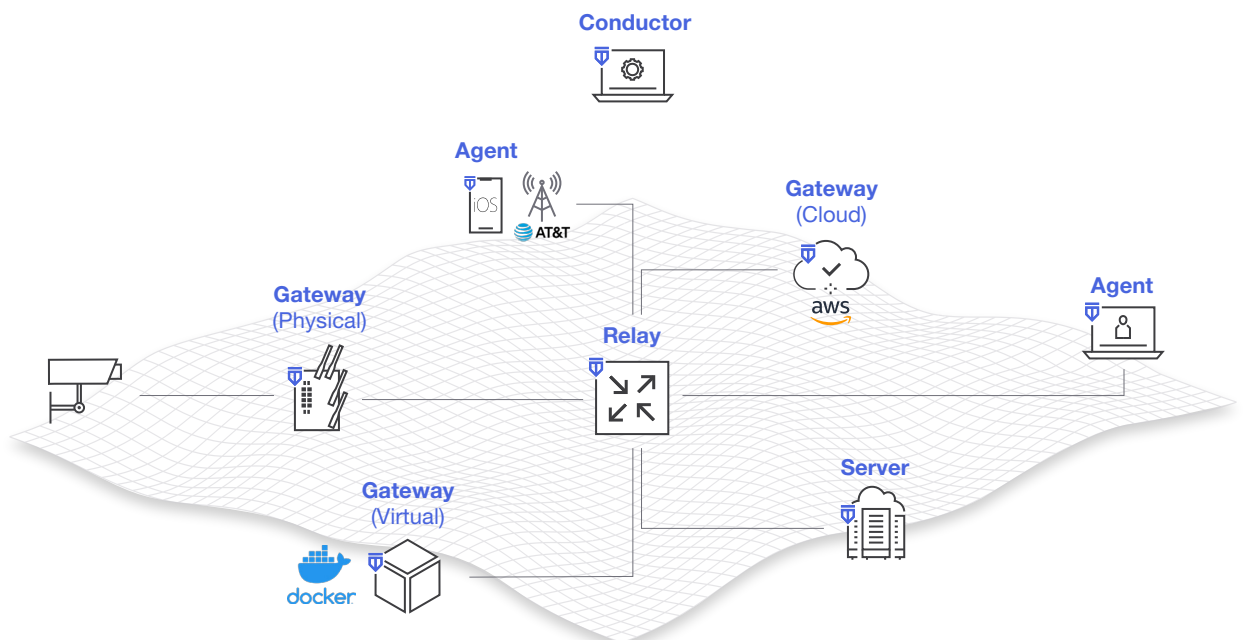 Conductor
Agent
iOS
AT&T
Gateway
(Cloud)
aws
Agent
Gateway
(Physical)
Relay
Server
Gateway
(Virtual)
docker